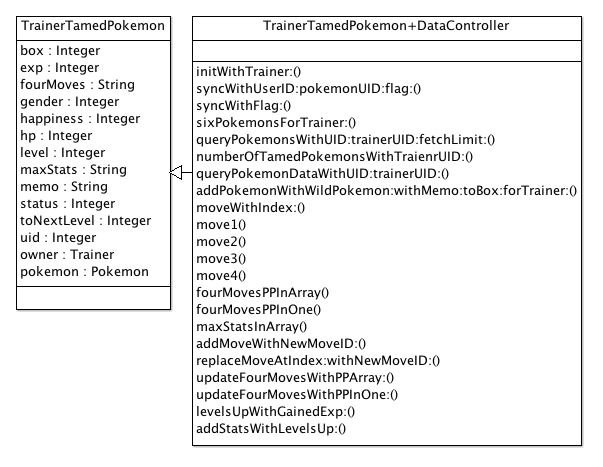 TrainerTamedPokemon
box : Integer
exp : Integer
fourMoves : String
gender : Integer
happiness : Integer
hp : Integer
level : Integer
maxStats : String
memo : String
status : Integer
toNextLevel : Integer
uid : Integer
owner : Trainer
pokemon : Pokemon
TrainerTamedPokemon+DataController
initWithTrainer:()
syncWithUserID:pokemonUID:flag:()
syncWithFlag:()
sixPokemonsForTrainer:()
queryPokemonsWithUID:trainerUID:fetchLimit:()
numberOfTamedPokemonsWithTraienrUID:()
queryPokemonDataWithUID:trainerUID:()
addPokemonWithWildPokemon:withMemo:toBox:forTrainer:()
moveWithIndex:()
move1()
move2()
move3()
move4()
fourMovesPPInArray()
fourMovesPPInOne()
maxStatsInArray()
addMoveWithNewMoveID:()
replaceMoveAtIndex:withNewMoveID:()
updateFourMovesWithPPArray:()
updateFourMovesWithPPInOne:()
levelsUpWithGainedExp:()
addStatsWithLevelsUp:()